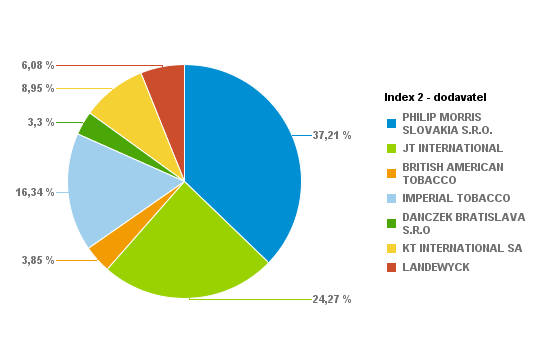 6,08 %
8,95 %
3,3 %
16,34 %
3,85 %
37,21 %
24,27 %
Index 2 - dodavatel
PHILIP MORRIS
SLOVAKIA S.R.O.
JT INTERNATIONAL
BRITISH AMERICAN
TOBACCO
IMPERIAL TOBACCO
DANCZEK BRATISLAVA
S.R.O
KT INTERNATIONAL SA
LANDEWYCK